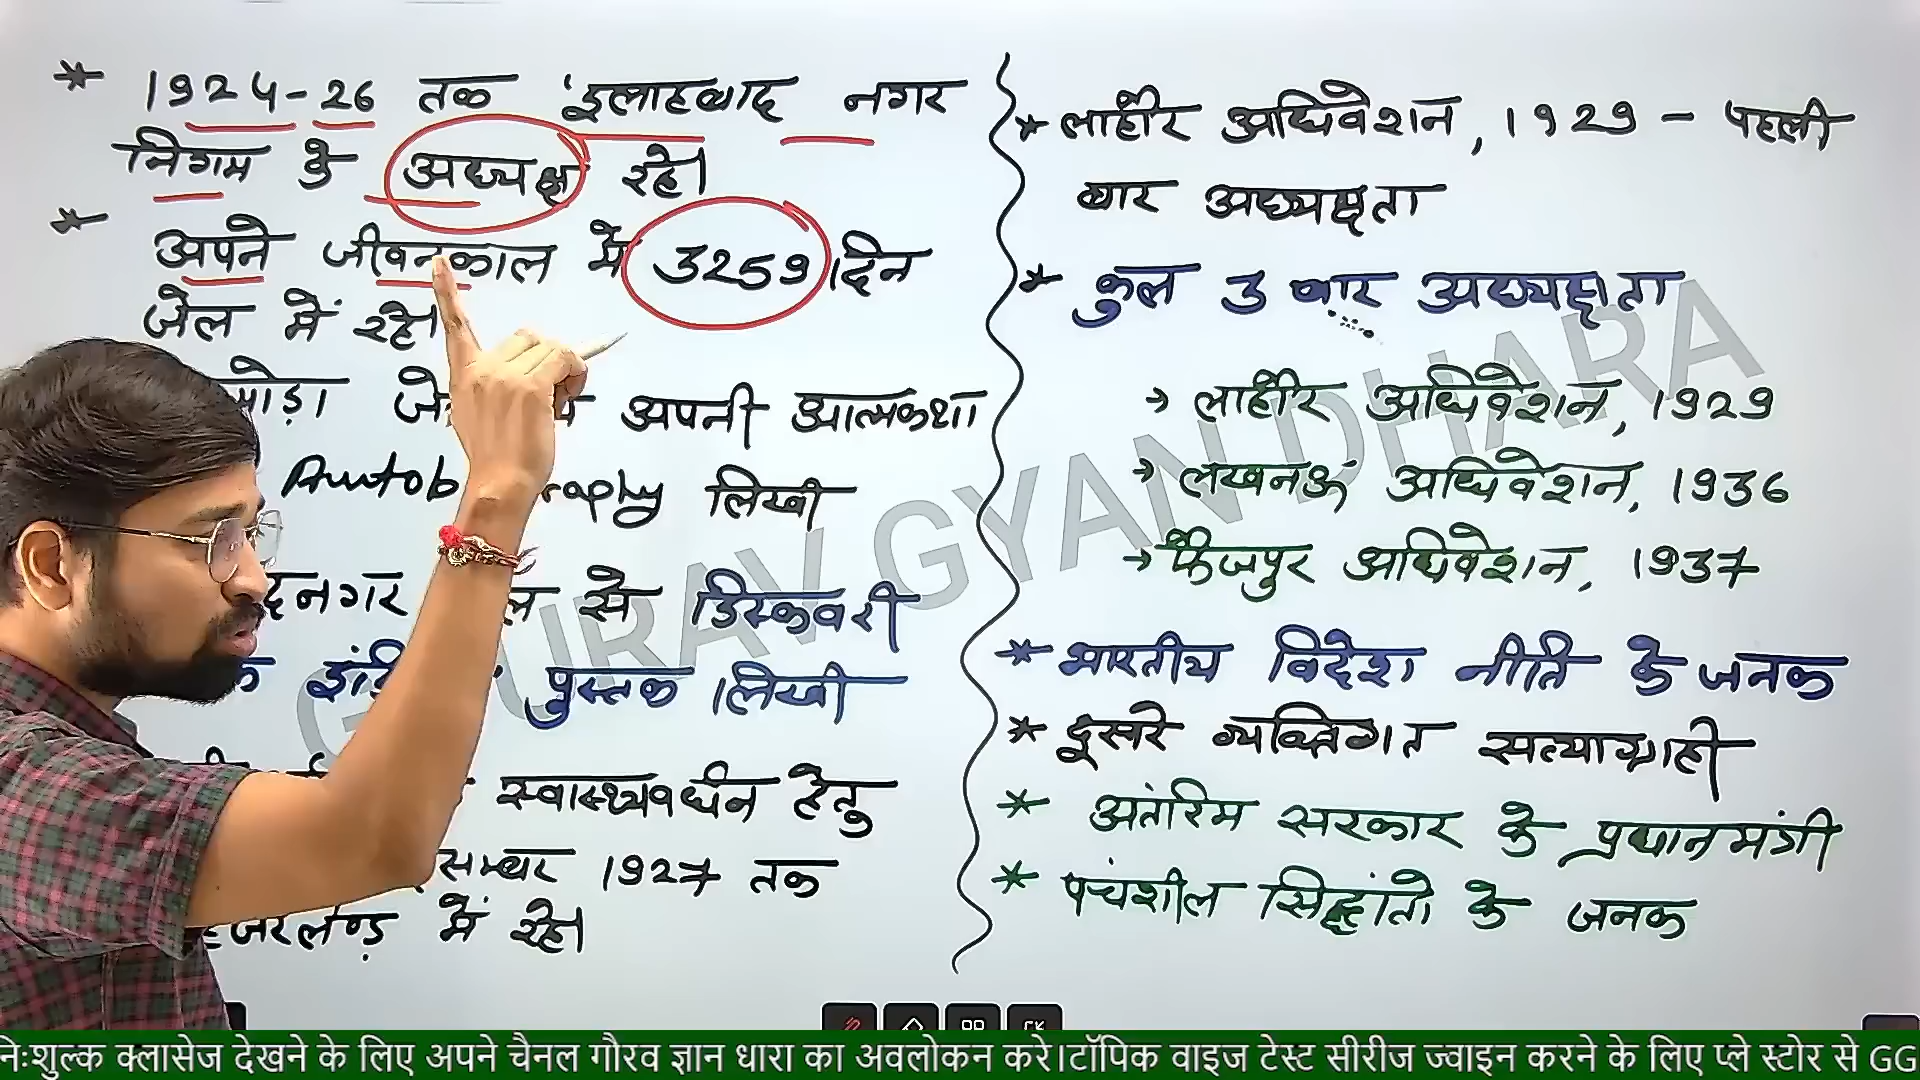 * 1924-26 तक इलाहबाद नगर
निगम के अध्यक्ष रहे।
* अपने जीवनकाल में 3259 दिन
जेल में रहे।
अपनी आत्मकथा
लिखी
से डिस्कवरी
पुस्तक लिखी
स्वास्थ्यवर्धन हेतु
1927 तक
में रहे।
* लाहौर अधिवेशन, 1929 - पहली
बार अध्यक्षता
* कुल 3 बार अध्यक्षता
→ लाहौर अधिवेशन, 1929
→ लखनऊ अधिवेशन, 1936
→ फैजपुर अधिवेशन, 1937
* भारतीय विदेश नीति के जनक
* दूसरे व्यक्तिगत सत्याग्रही
* अंतरिम सरकार के प्रधानमंत्री
* पंचशील सिद्धांतो के जनक
GAURAV GYAN DHARA
निःशुल्क क्लासेज देखने के लिए अपने चैनल गौरव ज्ञान धारा का अवलोकन करे।टॉपिक वाइज टेस्ट सीरीज ज्वाइन करने के लिए प्ले स्टोर से GG